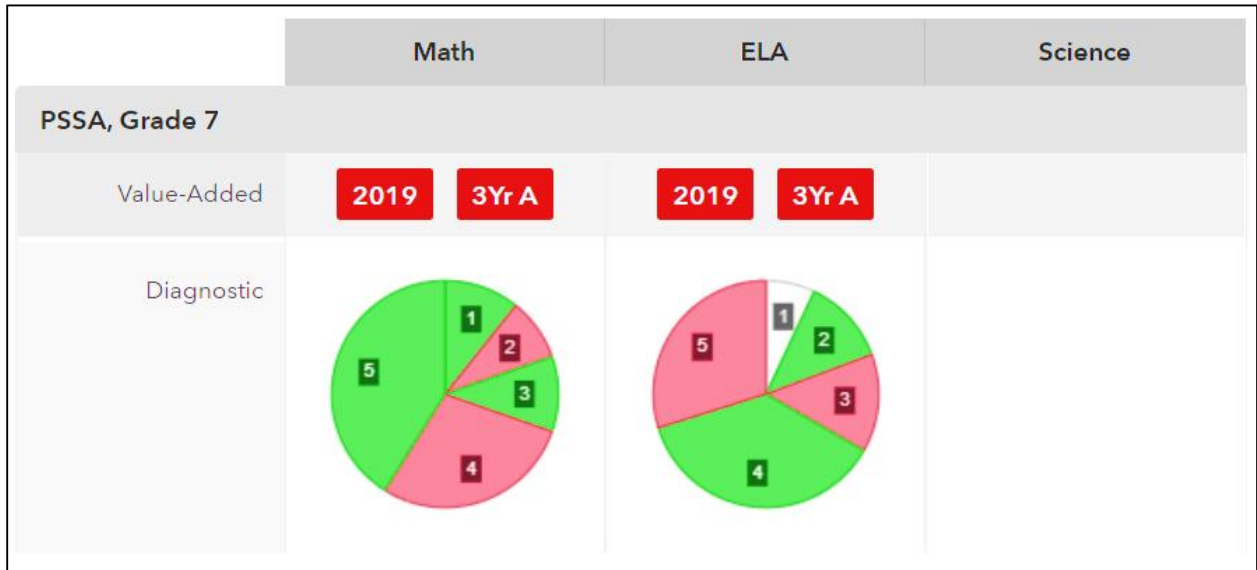 Math ELA Science
PSSA, Grade 7
Value-Added 2019 3Yr A 2019 3Yr A
Diagnostic
1
2
3
4
5
1
2
3
4
5